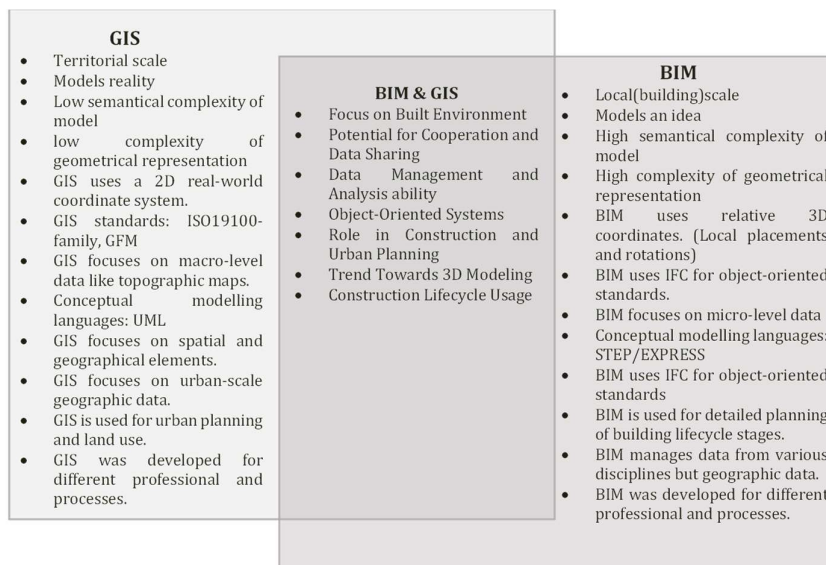 GIS
• Territorial scale
• Models reality
• Low semantical complexity of
model
• low complexity of
geometrical representation
• GIS uses a 2D real-world
coordinate system.
• GIS standards: ISO19100-
family, GFM
• GIS focuses on macro-level
data like topographic maps.
• Conceptual modelling
languages: UML
• GIS focuses on spatial and
geographical elements.
• GIS focuses on urban-scale
geographic data.
• GIS is used for urban planning
and land use.
• GIS was developed for
different professional and
processes.
BIM & GIS
• Focus on Built Environment
• Potential for Cooperation and
Data Sharing
• Data Management and
Analysis ability
• Object-Oriented Systems
• Role in Construction and
Urban Planning
• Trend Towards 3D Modeling
• Construction Lifecycle Usage
BIM
• Local(building)scale
• Models an idea
• High semantical complexity of
model
• High complexity of geometrical
representation
• BIM uses relative 3D
coordinates. (Local placements
and rotations)
• BIM uses IFC for object-oriented
standards.
• BIM focuses on micro-level data
• Conceptual modelling languages:
STEP/EXPRESS
• BIM uses IFC for object-oriented
standards
• BIM is used for detailed planning
of building lifecycle stages.
• BIM manages data from various
disciplines but geographic data.
• BIM was developed for different
professional and processes.